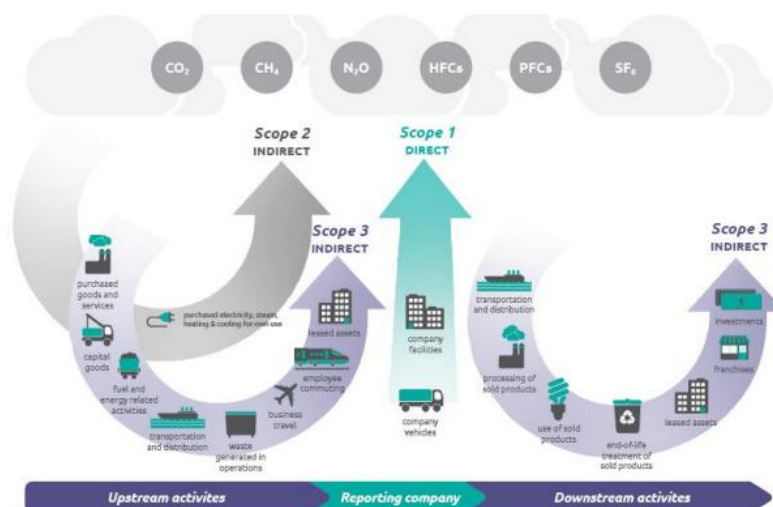 CO₂
CH₄
N₂O
HFCs
PFCs
SF₆
Scope 2
INDIRECT
Scope 1
DIRECT
Scope 3
INDIRECT
Scope 3
INDIRECT
purchased
goods and
services
capital
goods
fuel and
energy related
activities
transportation
and distribution
waste
generated in
operations
business
travel
employee
commuting
leased assets
purchased electricity, steam,
heating & cooling for own use
company
facilities
company
vehicles
transportation
and distribution
processing of
sold products
use of sold
products
end-of-life
treatment of
sold products
leased assets
franchises
investments
Upstream activites
Reporting company
Downstream activites